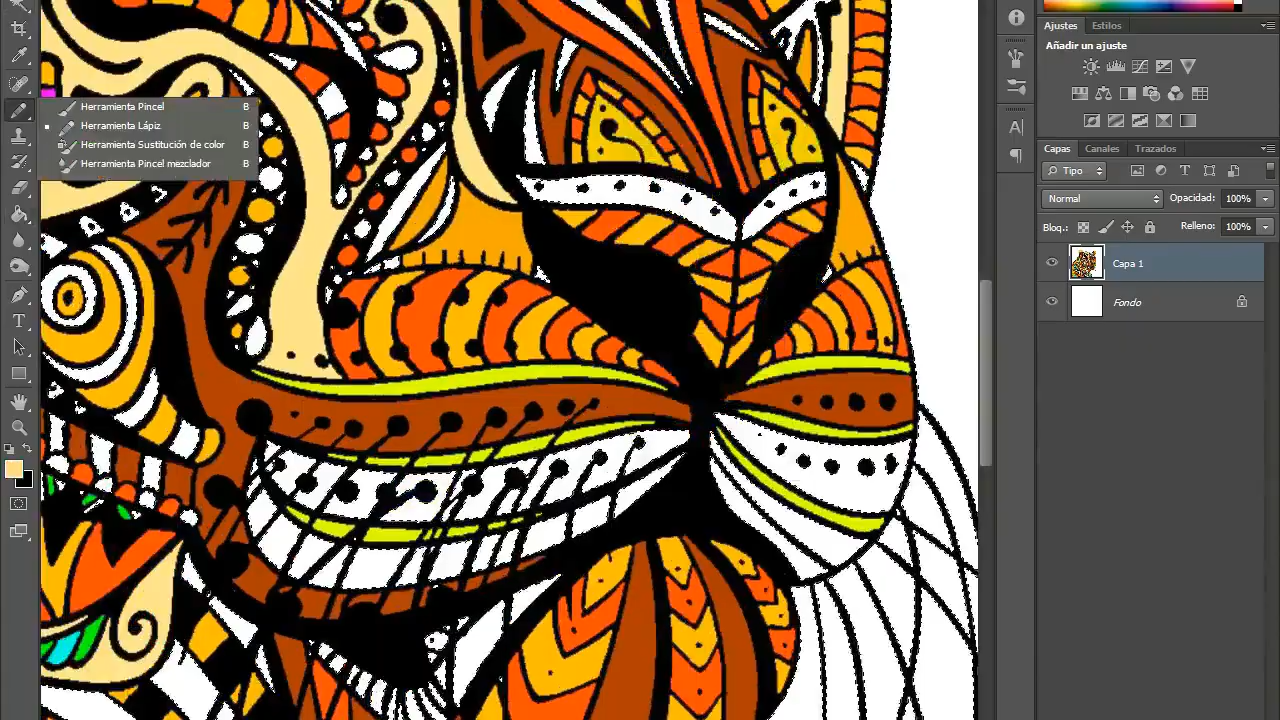 Herramienta Pincel B
Herramienta Lápiz B
Herramienta Sustitución de color B
Herramienta Pincel mezclador B
Ajustes Estilos
Añadir un ajuste
Capas Canales Trazados
Tipo
Normal Opacidad: 100%
Bloq.: Relleno: 100%
Capa 1
Fondo